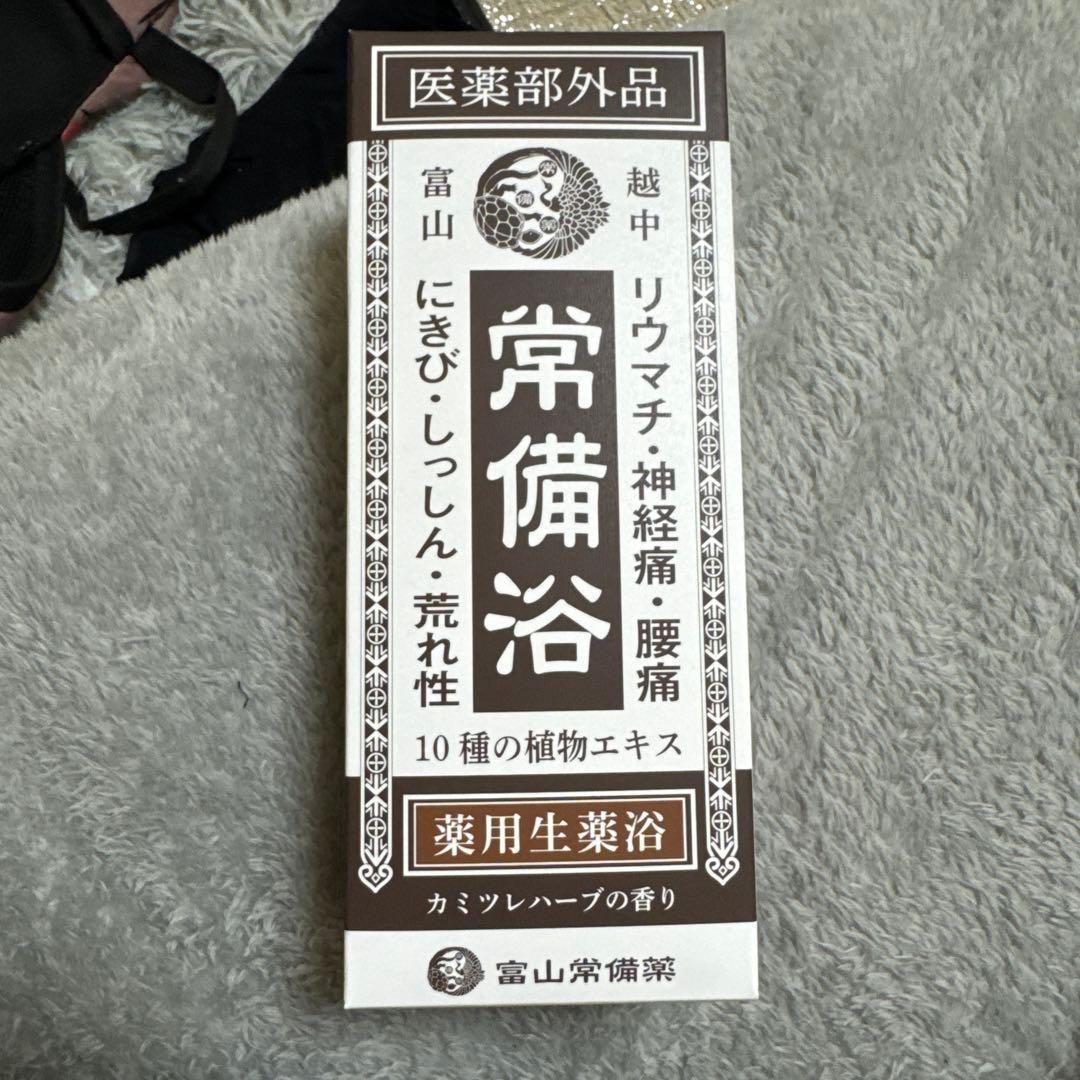 医薬部外品
越中
富山
常
備
薬
リウマチ・神経痛・腰痛
常備浴
にきび・しっしん・荒れ性
10種の植物エキス
薬用生薬浴
カミツレハーブの香り
富山常備薬